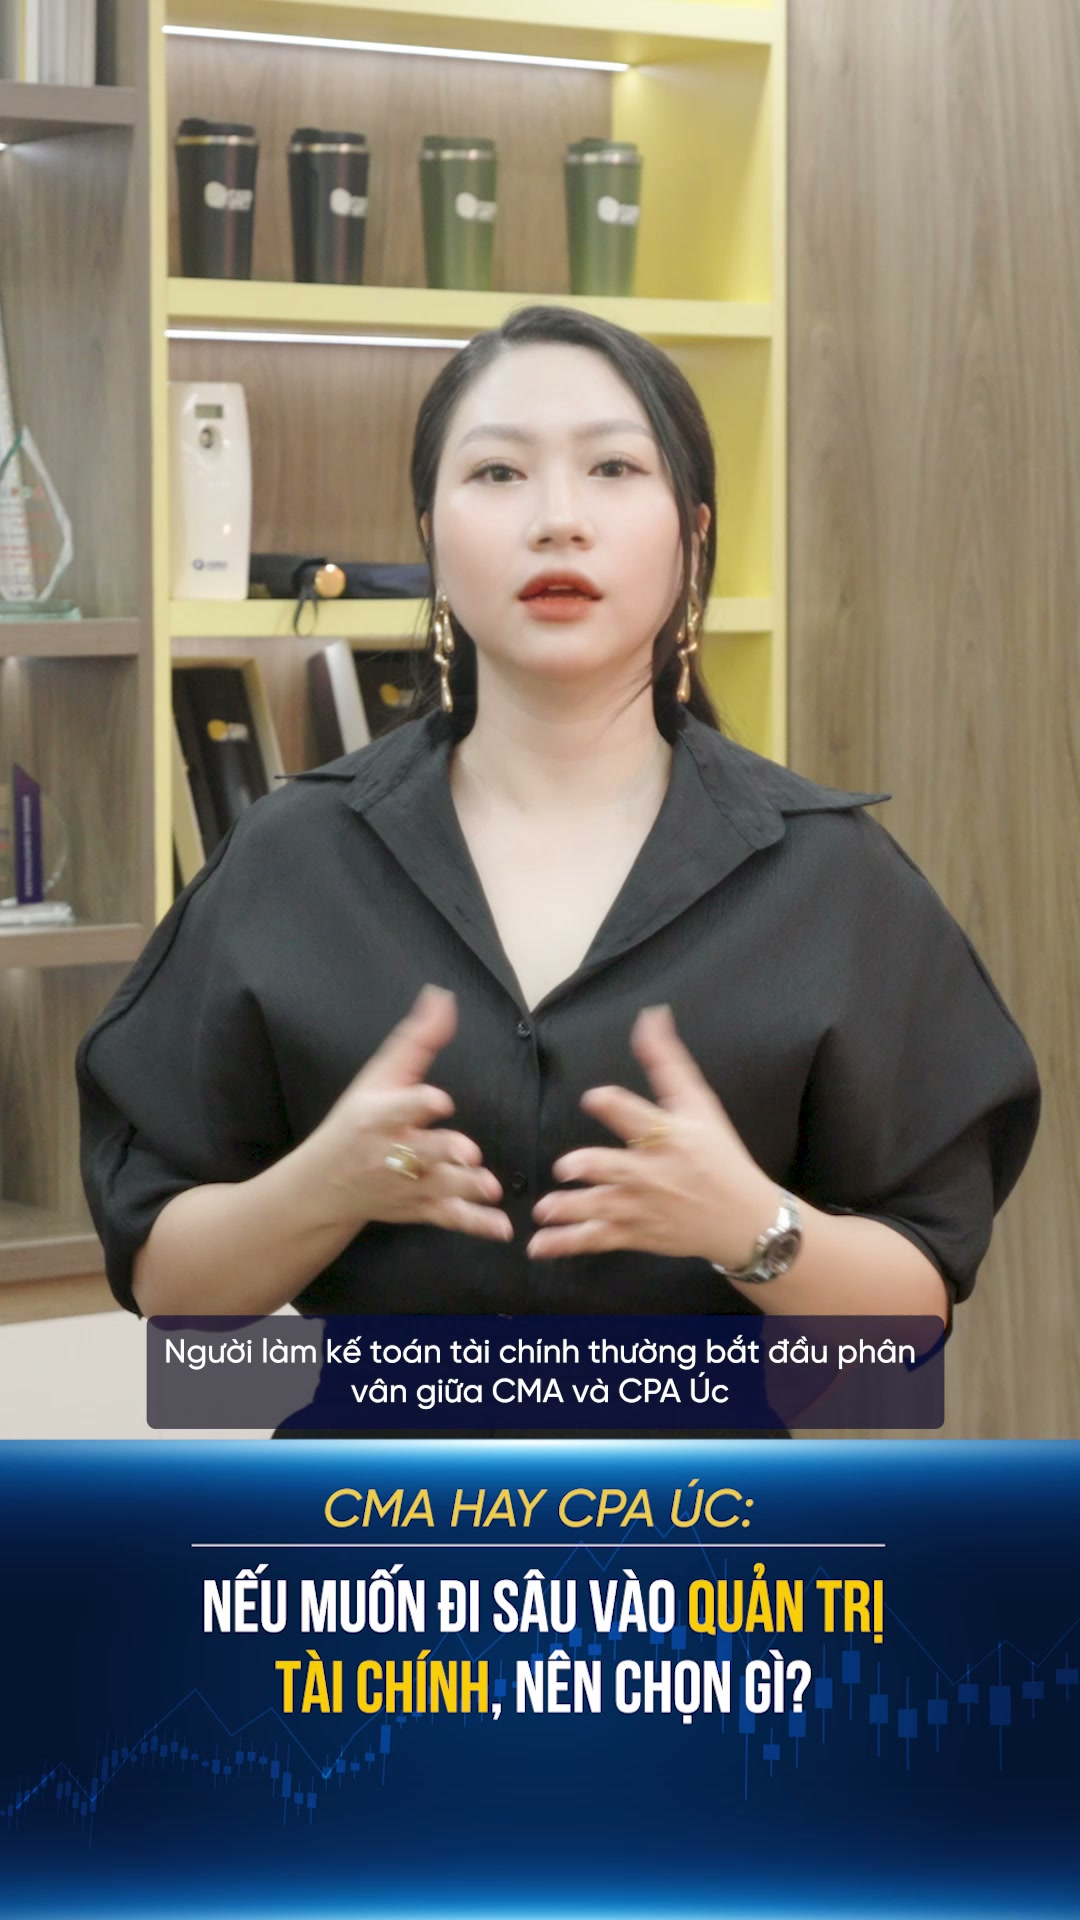 Người làm kế toán tài chính thường bắt đầu phân
vân giữa CMA và CPA Úc
CMA HAY CPA ÚC:
NẾU MUỐN ĐI SÂU VÀO QUẢN TRỊ
TÀI CHÍNH, NÊN CHỌN GÌ?